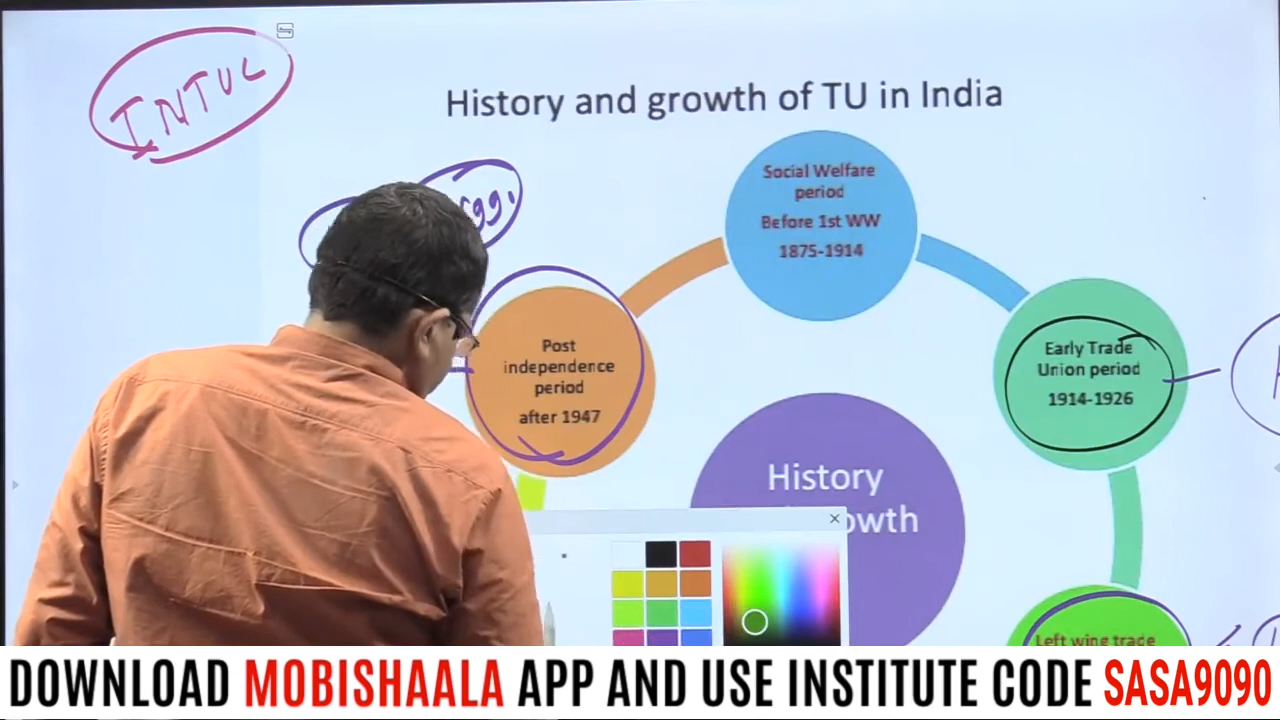 INTUC
History and growth of TU in India
Social Welfare
period
Before 1st WW
1875-1914
Post
independence
period
after 1947
Early Trade
Union period
1914-1926
History
owth
Left wing trade
DOWNLOAD MOBISHAALA APP AND USE INSTITUTE CODE SASA9090